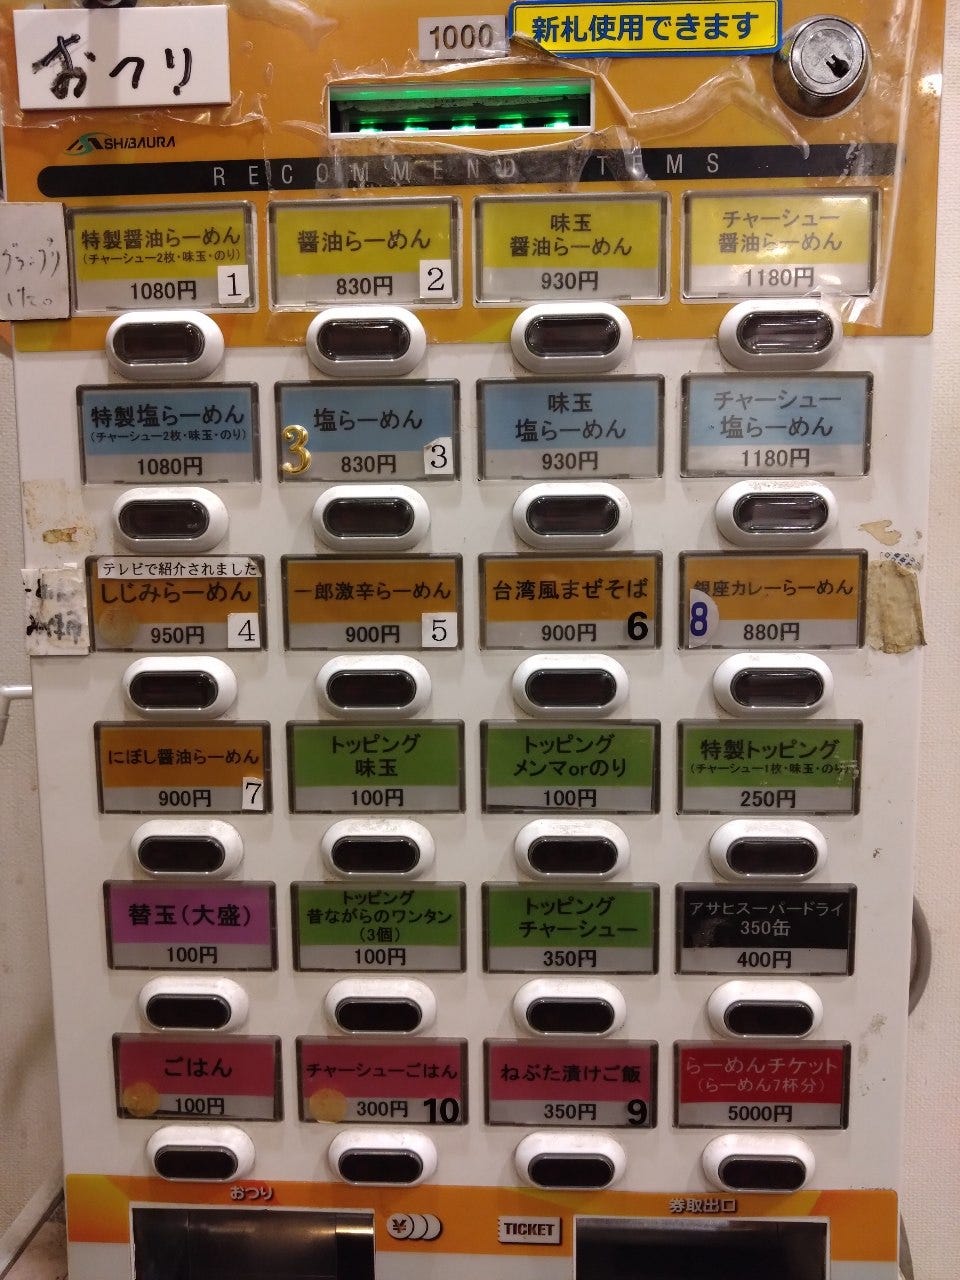 おつり
1000
新札使用できます
SHIBAURA
RECOMMEND ITEMS
特製醤油らーめん
(チャーシュー2枚・味玉・のり)
1080円 1
醤油らーめん
830円 2
味玉
醤油らーめん
930円
チャーシュー
醤油らーめん
1180円
特製塩らーめん
(チャーシュー2枚・味玉・のり)
1080円
塩らーめん
3 830円 3
味玉
塩らーめん
930円
チャーシュー
塩らーめん
1180円
テレビで紹介されました
しじみらーめん
950円 4
一郎激辛らーめん
900円 5
台湾風まぜそば
900円 6
銀座カレーらーめん
8 880円
にぼし醤油らーめん
900円 7
トッピング
味玉
100円
トッピング
メンマorのり
100円
特製トッピング
(チャーシュー1枚・味玉・のり)
250円
替玉(大盛)
100円
トッピング
昔ながらのワンタン
(3個)
100円
トッピング
チャーシュー
350円
アサヒスーパードライ
350缶
400円
ごはん
100円
チャーシューごはん
300円 10
ねぶた漬けご飯
350円 9
らーめんチケット
(らーめん7杯分)
5000円
おつり
¥
TICKET
券取出口